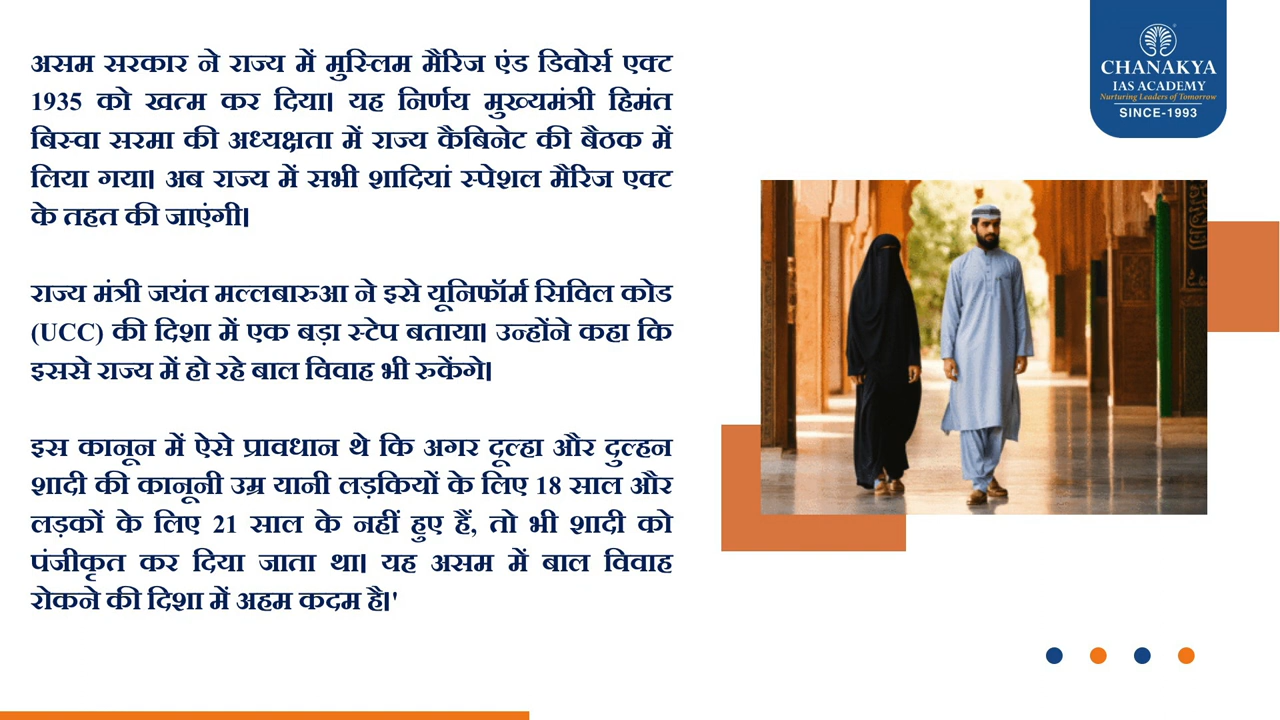 असम सरकार ने राज्य में मुस्लिम मैरिज एंड डिवोर्स एक्ट
1935 को खत्म कर दिया। यह निर्णय मुख्यमंत्री हिमंत
बिस्वा सरमा की अध्यक्षता में राज्य कैबिनेट की बैठक में
लिया गया। अब राज्य में सभी शादियां स्पेशल मैरिज एक्ट
के तहत की जाएंगी।
राज्य मंत्री जयंत मल्लबारुआ ने इसे यूनिफॉर्म सिविल कोड
(UCC) की दिशा में एक बड़ा स्टेप बताया। उन्होंने कहा कि
इससे राज्य में हो रहे बाल विवाह भी रुकेंगे।
इस कानून में ऐसे प्रावधान थे कि अगर दूल्हा और दुल्हन
शादी की कानूनी उम्र यानी लड़कियों के लिए 18 साल और
लड़कों के लिए 21 साल के नहीं हुए हैं, तो भी शादी को
पंजीकृत कर दिया जाता था। यह असम में बाल विवाह
रोकने की दिशा में अहम कदम है।'
CHANAKYA
IAS ACADEMY
Nurturing Leaders of Tomorrow
SINCE-1993